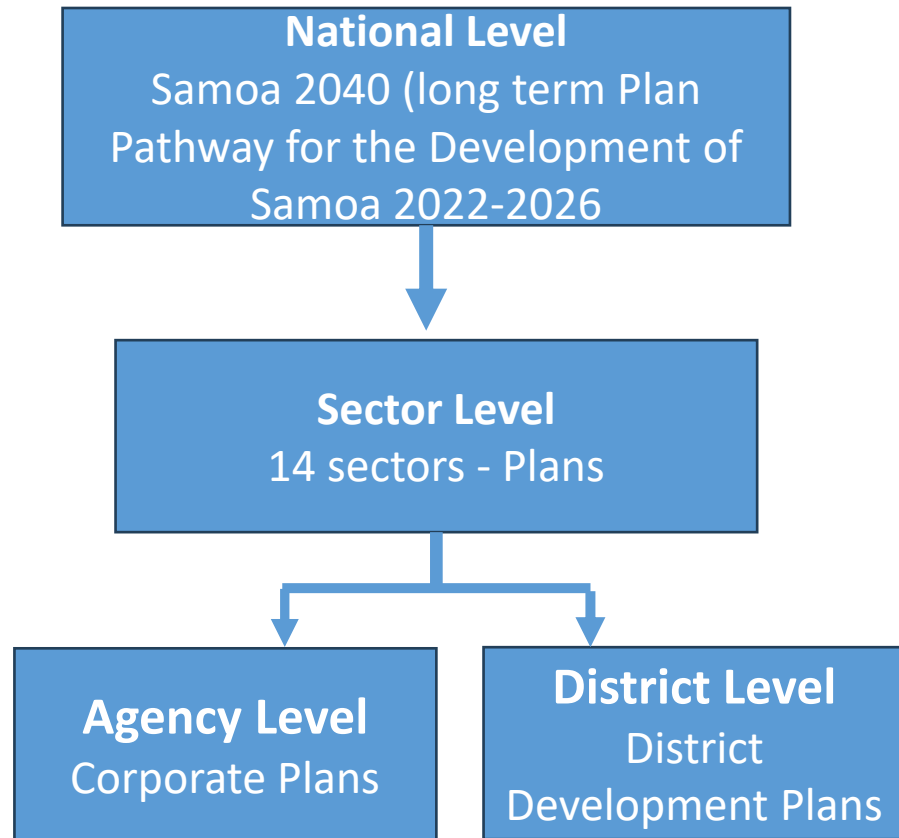 National Level
Samoa 2040 (long term Plan
Pathway for the Development of
Samoa 2022-2026
Sector Level
14 sectors - Plans
Agency Level
Corporate Plans
District Level
District
Development Plans